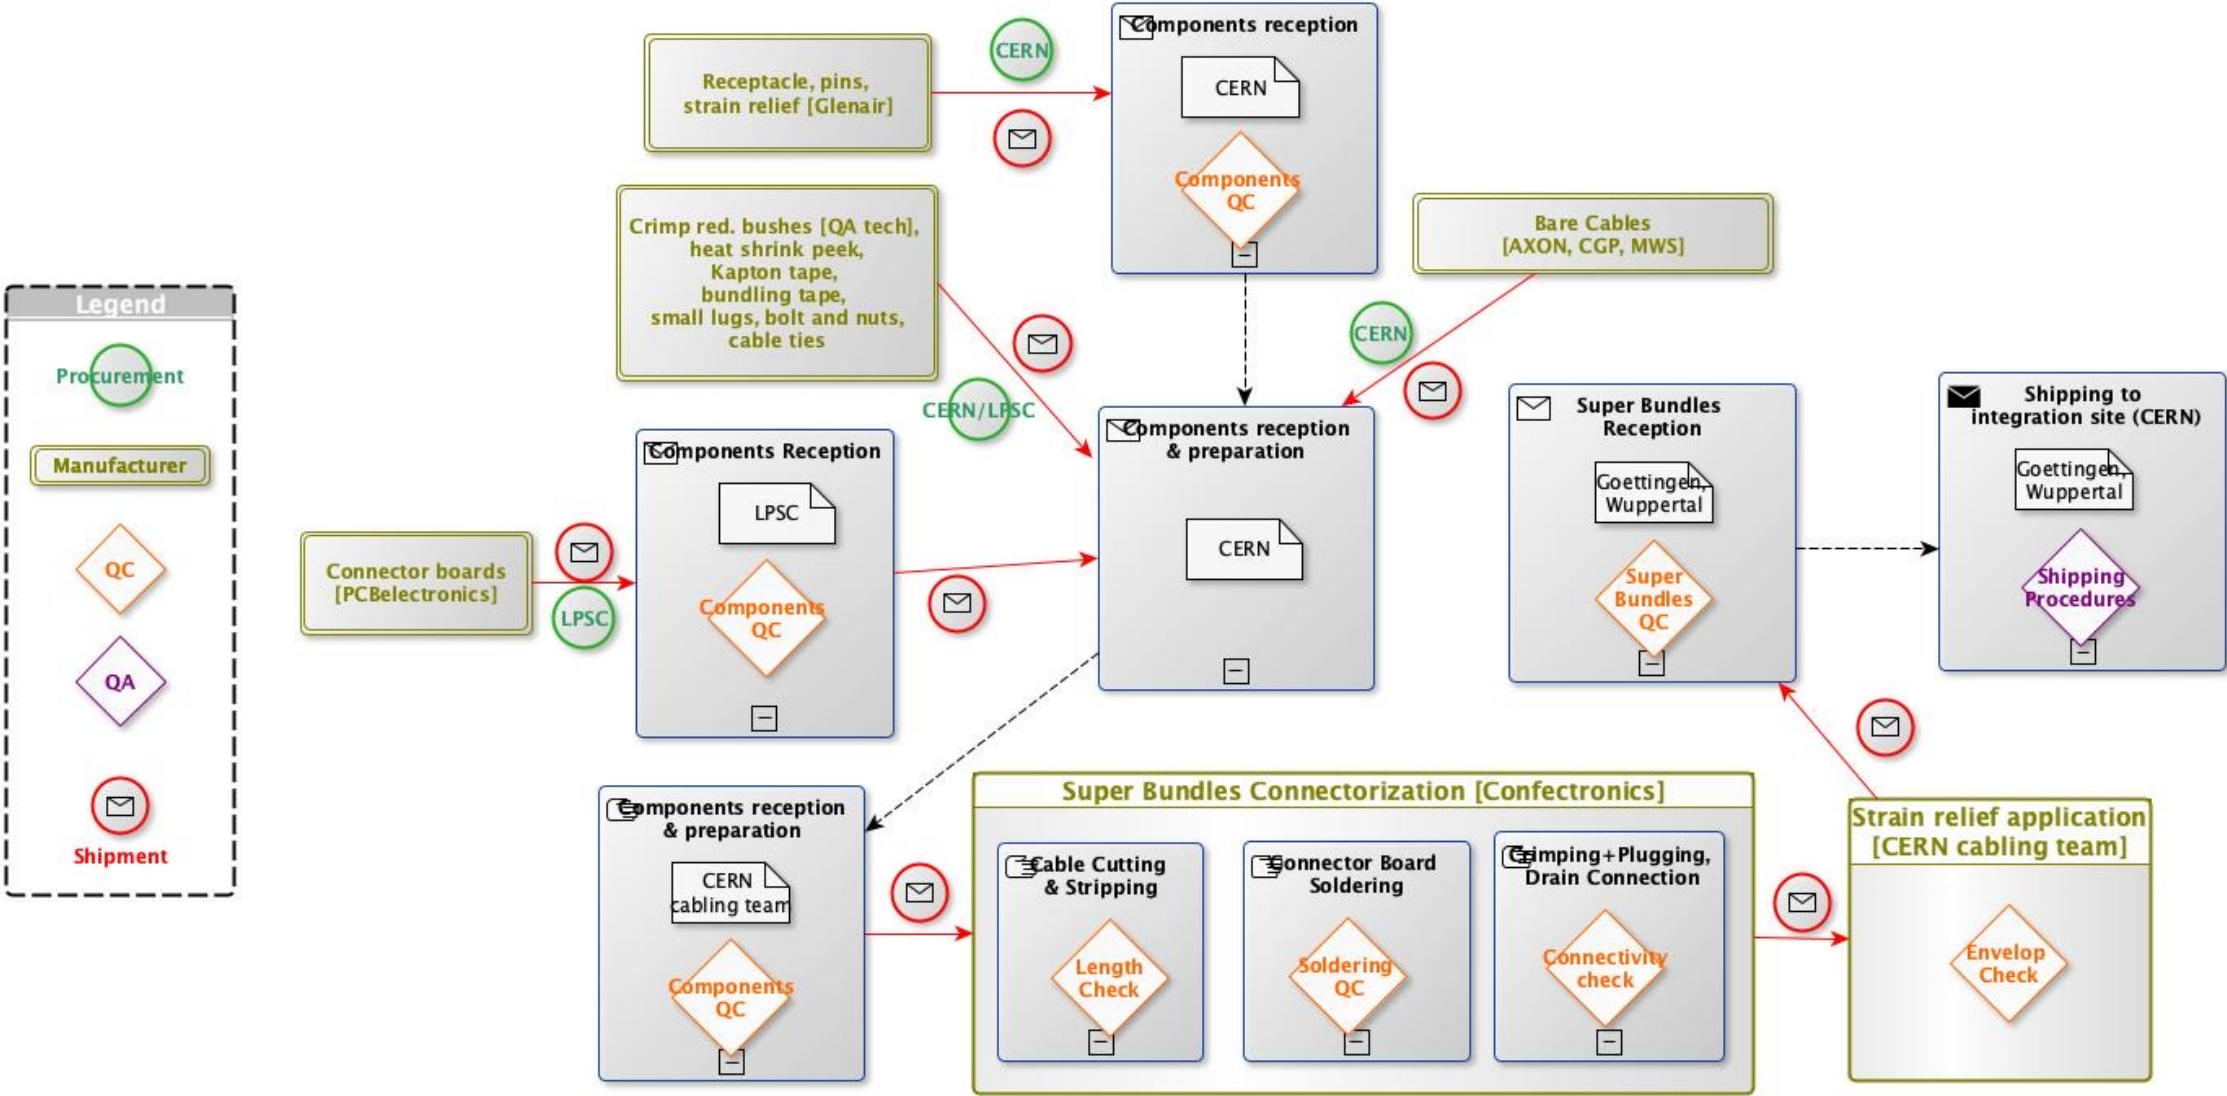 Components reception
CERN
Components
QC
CERN
Receptacle, pins,
strain relief [Glenair]
Crimp red. bushes [QA tech],
heat shrink peek,
Kapton tape,
bundling tape,
small lugs, bolt and nuts,
cable ties
Bare Cables
[AXON, CGP, MWS]
CERN
CERN/LPSC
Legend
Procurement
Manufacturer
QC
QA
Shipment
Connector boards
[PCBelectronics]
LPSC
Components Reception
LPSC
Components
QC
Components reception
& preparation
CERN
Super Bundles
Reception
Goettingen,
Wuppertal
Super
Bundles
QC
Shipping to
integration site (CERN)
Goettingen,
Wuppertal
Shipping
Procedures
Components reception
& preparation
CERN
cabling team
Components
QC
Super Bundles Connectorization [Confectronics]
Cable Cutting
& Stripping
Length
Check
Connector Board
Soldering
Soldering
QC
Crimping+Plugging,
Drain Connection
Connectivity
check
Strain relief application
[CERN cabling team]
Envelop
Check